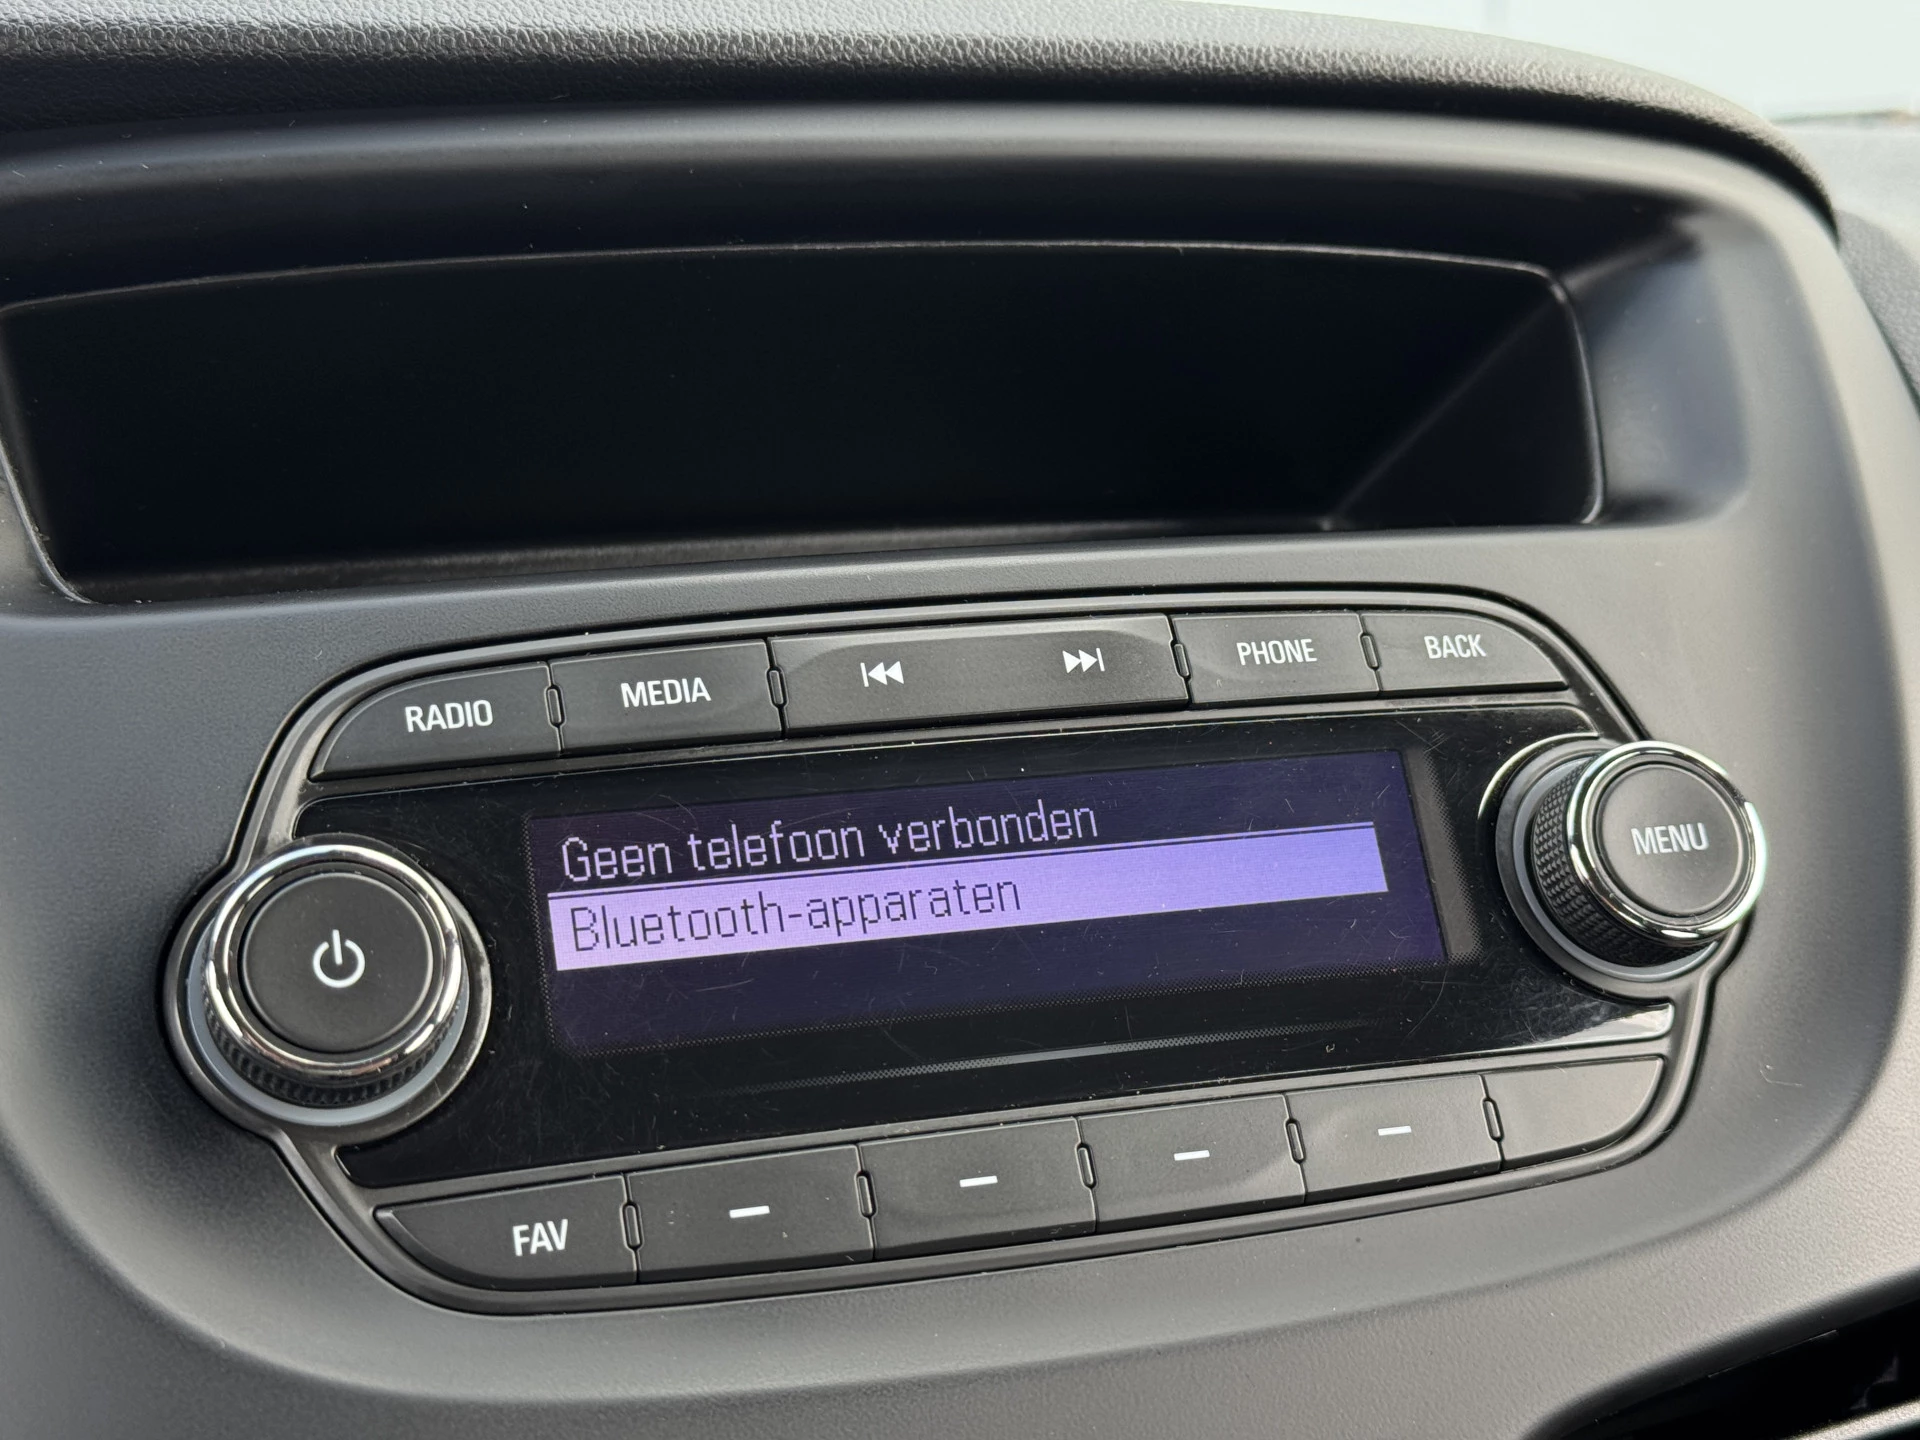 RADIO MEDIA PHONE BACK
Geen telefoon verbonden
Bluetooth-apparaten
MENU
FAV